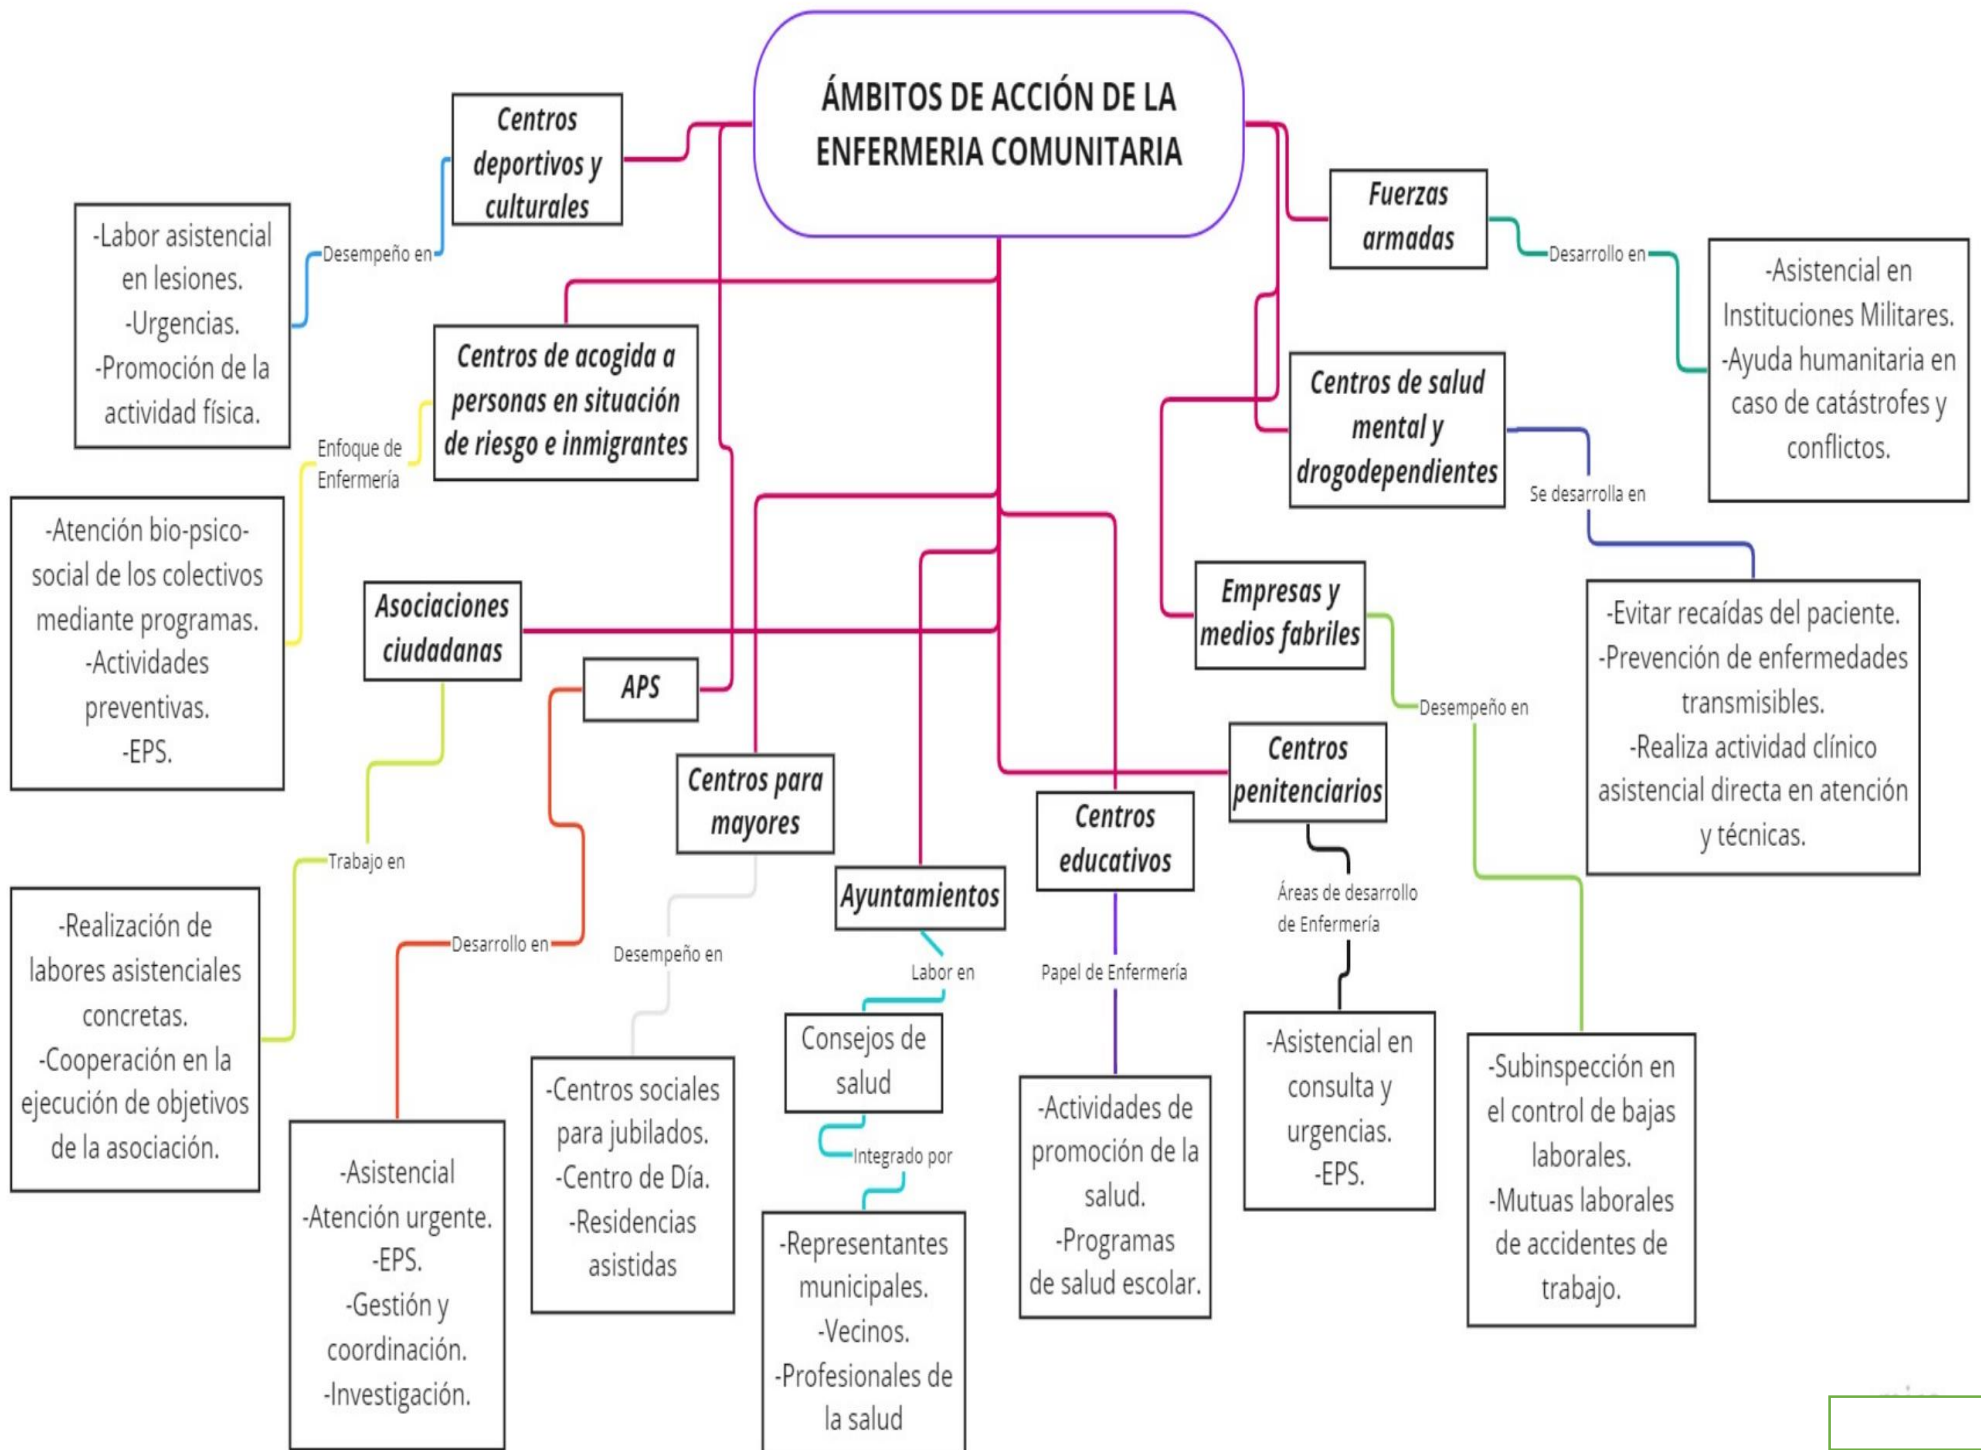 ÁMBITOS DE ACCIÓN DE LA
ENFERMERIA COMUNITARIA
Centros
deportivos y
culturales
Desempeño en
-Labor asistencial
en lesiones.
-Urgencias.
-Promoción de la
actividad física.
Centros de acogida a
personas en situación
de riesgo e inmigrantes
Enfoque de
Enfermería
-Atención bio-psico-
social de los colectivos
mediante programas.
-Actividades
preventivas.
-EPS.
Asociaciones
ciudadanas
Trabajo en
-Realización de
labores asistenciales
concretas.
-Cooperación en la
ejecución de objetivos
de la asociación.
APS
Desarrollo en
-Asistencial
-Atención urgente.
-EPS.
-Gestión y
coordinación.
-Investigación.
Centros para
mayores
Desempeño en
-Centros sociales
para jubilados.
-Centro de Día.
-Residencias
asistidas
Ayuntamientos
Labor en
Consejos de
salud
Integrado por
-Representantes
municipales.
-Vecinos.
-Profesionales de
la salud
Centros
educativos
Papel de Enfermería
-Actividades de
promoción de la
salud.
-Programas
de salud escolar.
Centros
penitenciarios
Áreas de desarrollo
de Enfermería
-Asistencial en
consulta y
urgencias.
-EPS.
Empresas y
medios fabriles
Desempeño en
-Subinspección en
el control de bajas
laborales.
-Mutuas laborales
de accidentes de
trabajo.
Centros de salud
mental y
drogodependientes
Se desarrolla en
-Evitar recaídas del paciente.
-Prevención de enfermedades
transmisibles.
-Realiza actividad clínico
asistencial directa en atención
y técnicas.
Fuerzas
armadas
Desarrollo en
-Asistencial en
Instituciones Militares.
-Ayuda humanitaria en
caso de catástrofes y
conflictos.